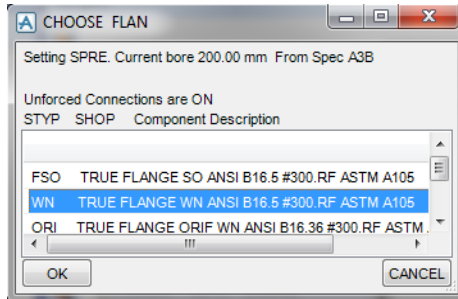 CHOOSE FLAN
Setting SPRE. Current bore 200.00 mm From Spec A3B
Unforced Connections are ON
STYP SHOP Component Description
FSO TRUE FLANGE SO ANSI B16.5 #300.RF ASTM A105
WN TRUE FLANGE WN ANSI B16.5 #300.RF ASTM A105
ORI TRUE FLANGE ORIF WN ANSI B16.36 #300.RF ASTM
OK CANCEL